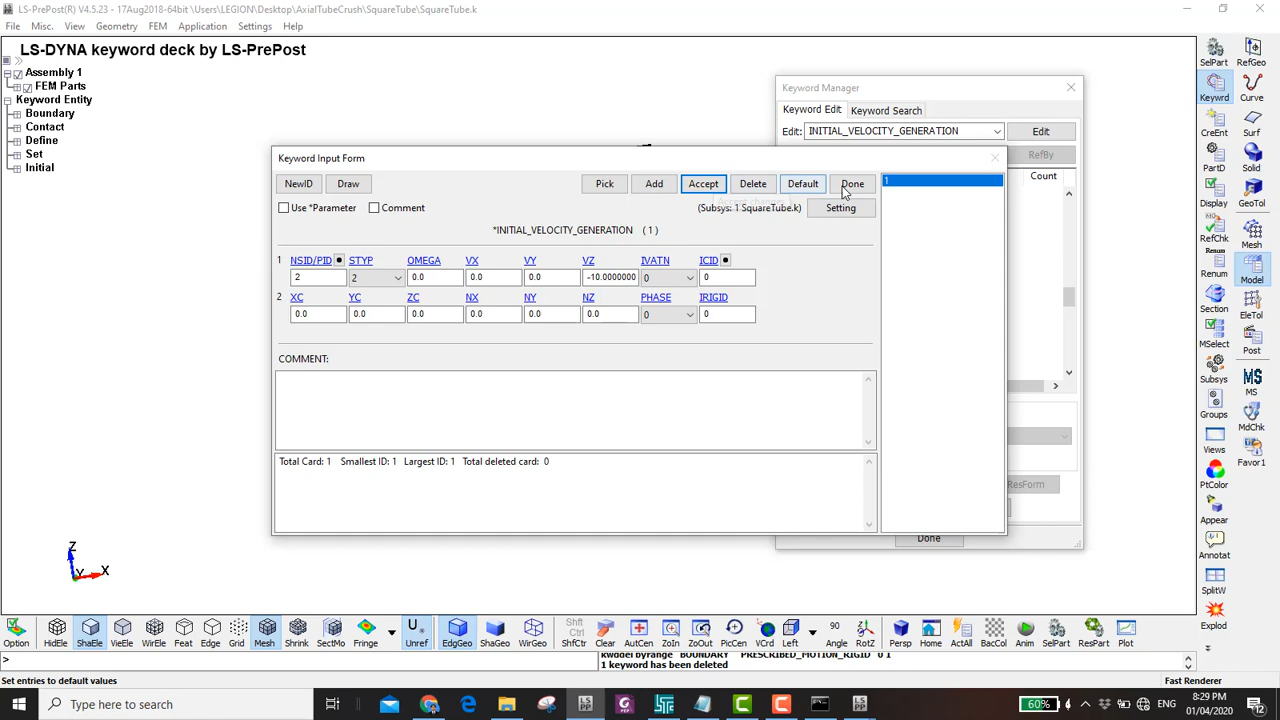 LS-PrePost(R) V4.5.23 - 17Aug2018-64bit \Users\LEGION\Desktop\AxialTubeCrush\SquareTube\SquareTube.k
File Misc. View Geometry FEM Application Settings Help
LS-DYNA keyword deck by LS-PrePost
Assembly 1
FEM Parts
Keyword Entity
Boundary
Contact
Define
Set
Initial
Keyword Manager
Keyword Edit Keyword Search
Edit: INITIAL_VELOCITY_GENERATION Edit
RefBy
Count
ResForm
Done
Keyword Input Form
NewID Draw Pick Add Accept Delete Default Done
Use *Parameter Comment (Subsys: 1 SquareTube.k) Setting
*INITIAL_VELOCITY_GENERATION (1)
1 NSID/PID STYP OMEGA VX VY VZ IVATN ICID
2 2 0.0 0.0 0.0 -10.0000000 0 0
2 XC YC ZC NX NY NZ PHASE IRIGID
0.0 0.0 0.0 0.0 0.0 0.0 0 0
COMMENT:
Total Card: 1 Smallest ID: 1 Largest ID: 1 Total deleted card: 0
1
SelPart RefGeo
Keywrd Curve
CreEnt Surf
PartD Solid
Display GeoTol
RefChk Mesh
Renum Model
Section EleTol
MSelect Post
Subsys MS
Groups MdChk
Views Favor1
PtColor
Appear
Annotat
SplitW
Explod
Z
Y X
Option HidEle ShaEle VieEle WirEle Feat Edge Grid Mesh Shrink SectMo Fringe Unref EdgGeo ShaGeo WirGeo ShfCtr Clear AutCen ZoIn ZoOut PiCen VCrd Left Angle RotZ Persp Home ActAll BacCol Anim SelPart ResPart Plot
Shft
Ctrl
90
>
kwddel byrange "BOUNDARY" "PRESCRIBED_MOTION_RIGID" 0 1
1 keyword has been deleted
Set entries to default values Fast Renderer
Type here to search
60%
8:29 PM
01/04/2020
12